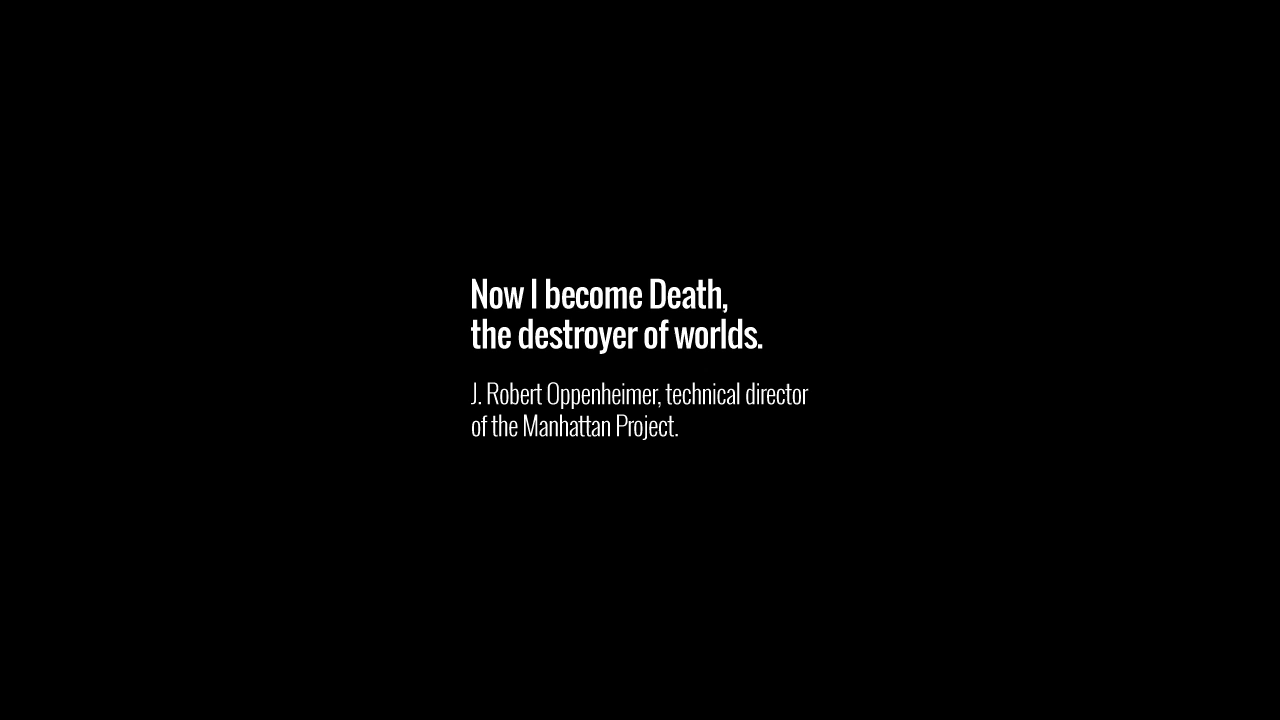 Now I become Death,
the destroyer of worlds.
J. Robert Oppenheimer, technical director
of the Manhattan Project.